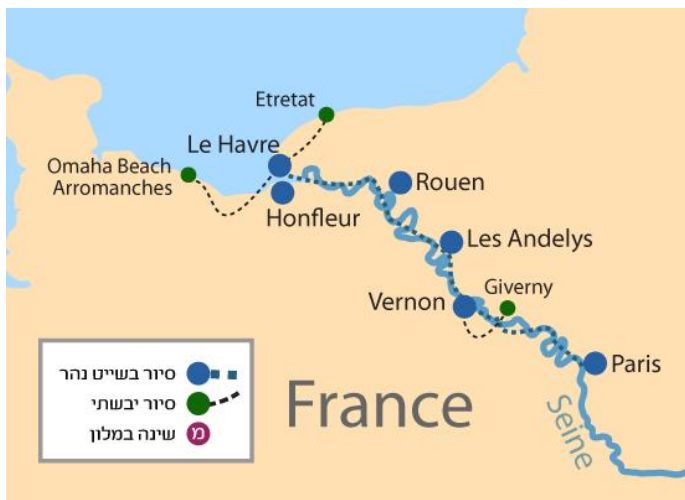 Etretat
Le Havre
Omaha Beach
Arromanches
Rouen
Honfleur
Les Andelys
Giverny
Vernon
Paris
France
Seine
סיור בשייט נהר
סיור יבשתי
מ שינה במלון